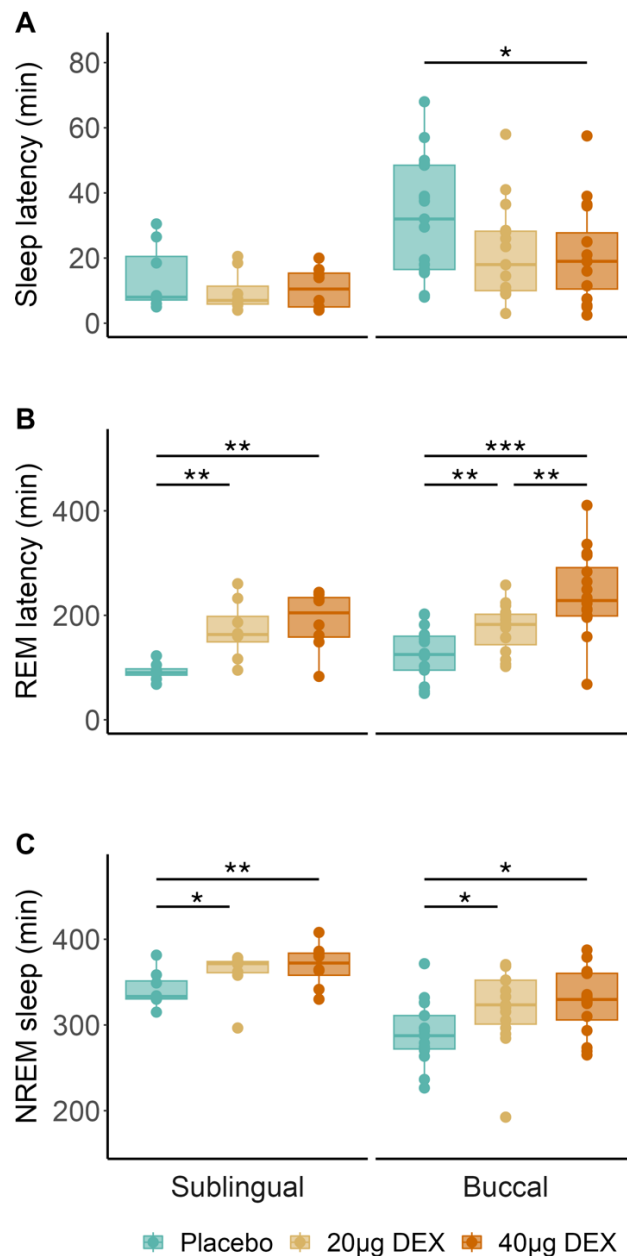 A
Sleep latency (min)
80
60
40
20
0
*
B
REM latency (min)
400
200
0
**
**
***
**
**
C
NREM sleep (min)
400
300
200
**
*
*
*
Sublingual
Buccal
Placebo
20µg DEX
40µg DEX